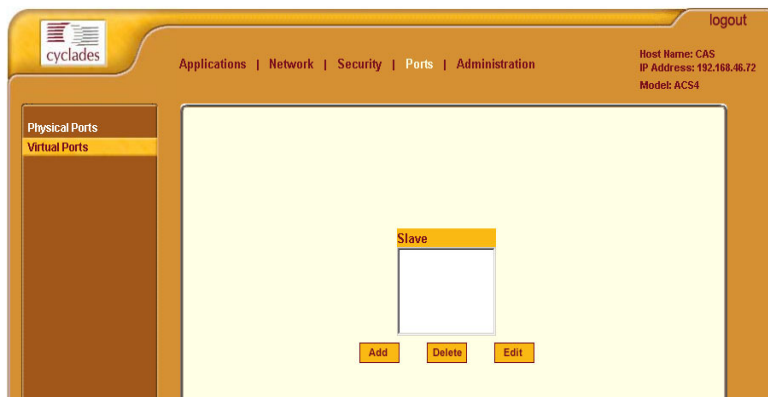 logout
cyclades
Applications | Network | Security | Ports | Administration
Host Name: CAS
IP Address: 192.168.46.72
Model: ACS4
Physical Ports
Virtual Ports
Slave
Add Delete Edit